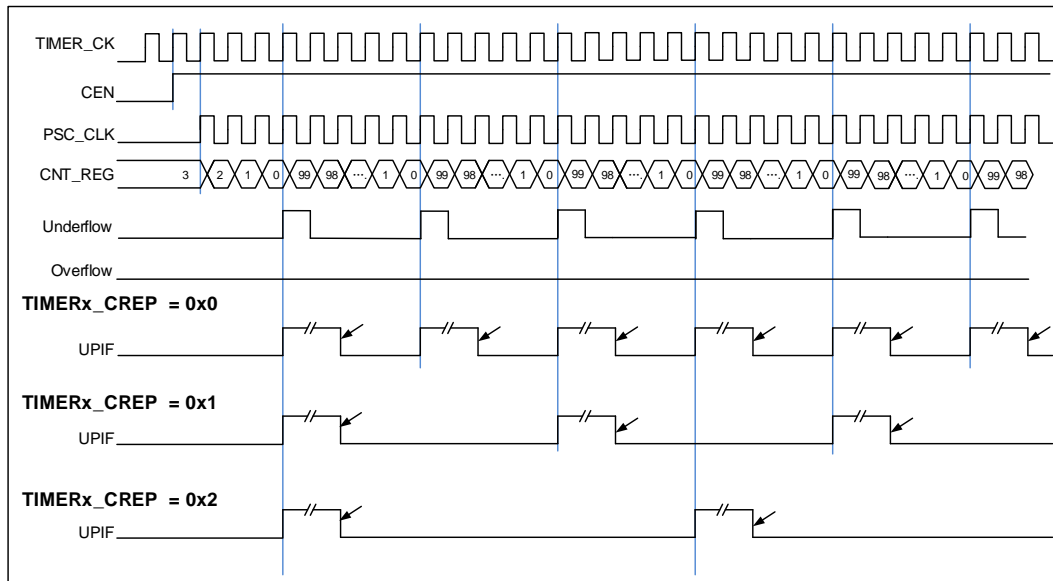 TIMER_CK
CEN
PSC_CLK
CNT_REG 3 2 1 0 99 98 .... 1 0 99 98 .... 1 0 99 98 .... 1 0 99 98 .... 1 0 99 98 .... 1 0 99 98
Underflow
Overflow
TIMERx_CREP = 0x0
UPIF
TIMERx_CREP = 0x1
UPIF
TIMERx_CREP = 0x2
UPIF